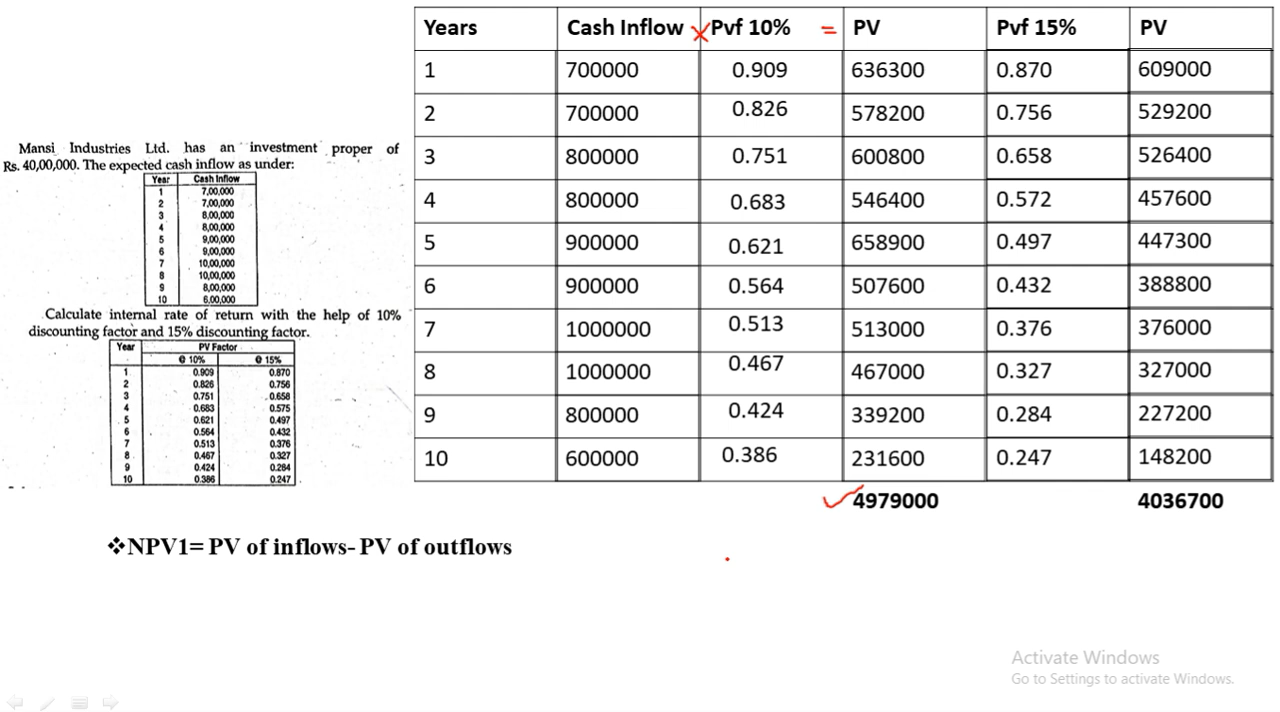 Mansi Industries Ltd. has an investment proper of
Rs. 40,00,000. The expected cash inflow as under:
Year Cash Inflow
1 7,00,000
2 7,00,000
3 8,00,000
4 8,00,000
5 9,00,000
6 9,00,000
7 10,00,000
8 10,00,000
9 8,00,000
10 6,00,000
Calculate internal rate of return with the help of 10%
discounting factor and 15% discounting factor.
Year PV Factor
@ 10% @ 15%
1 0.909 0.870
2 0.826 0.756
3 0.751 0.658
4 0.683 0.575
5 0.621 0.497
6 0.564 0.432
7 0.513 0.376
8 0.467 0.327
9 0.424 0.284
10 0.386 0.247
Years Cash Inflow × Pvf 10% = PV Pvf 15% PV
1 700000 0.909 636300 0.870 609000
2 700000 0.826 578200 0.756 529200
3 800000 0.751 600800 0.658 526400
4 800000 0.683 546400 0.572 457600
5 900000 0.621 658900 0.497 447300
6 900000 0.564 507600 0.432 388800
7 1000000 0.513 513000 0.376 376000
8 1000000 0.467 467000 0.327 327000
9 800000 0.424 339200 0.284 227200
10 600000 0.386 231600 0.247 148200
✓4979000 4036700
❖NPV1= PV of inflows- PV of outflows
Activate Windows
Go to Settings to activate Windows.